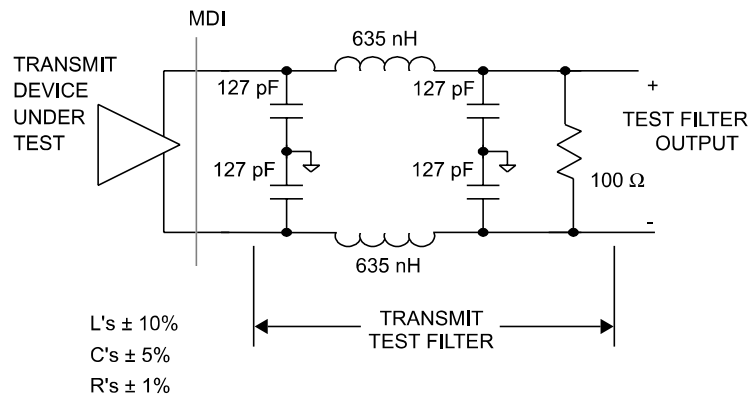 MDI
635 nH
TRANSMIT
DEVICE
UNDER
TEST
127 pF
127 pF
127 pF
127 pF
+
TEST FILTER
OUTPUT
100 Ω
-
635 nH
L's ± 10%
C's ± 5%
R's ± 1%
TRANSMIT
TEST FILTER